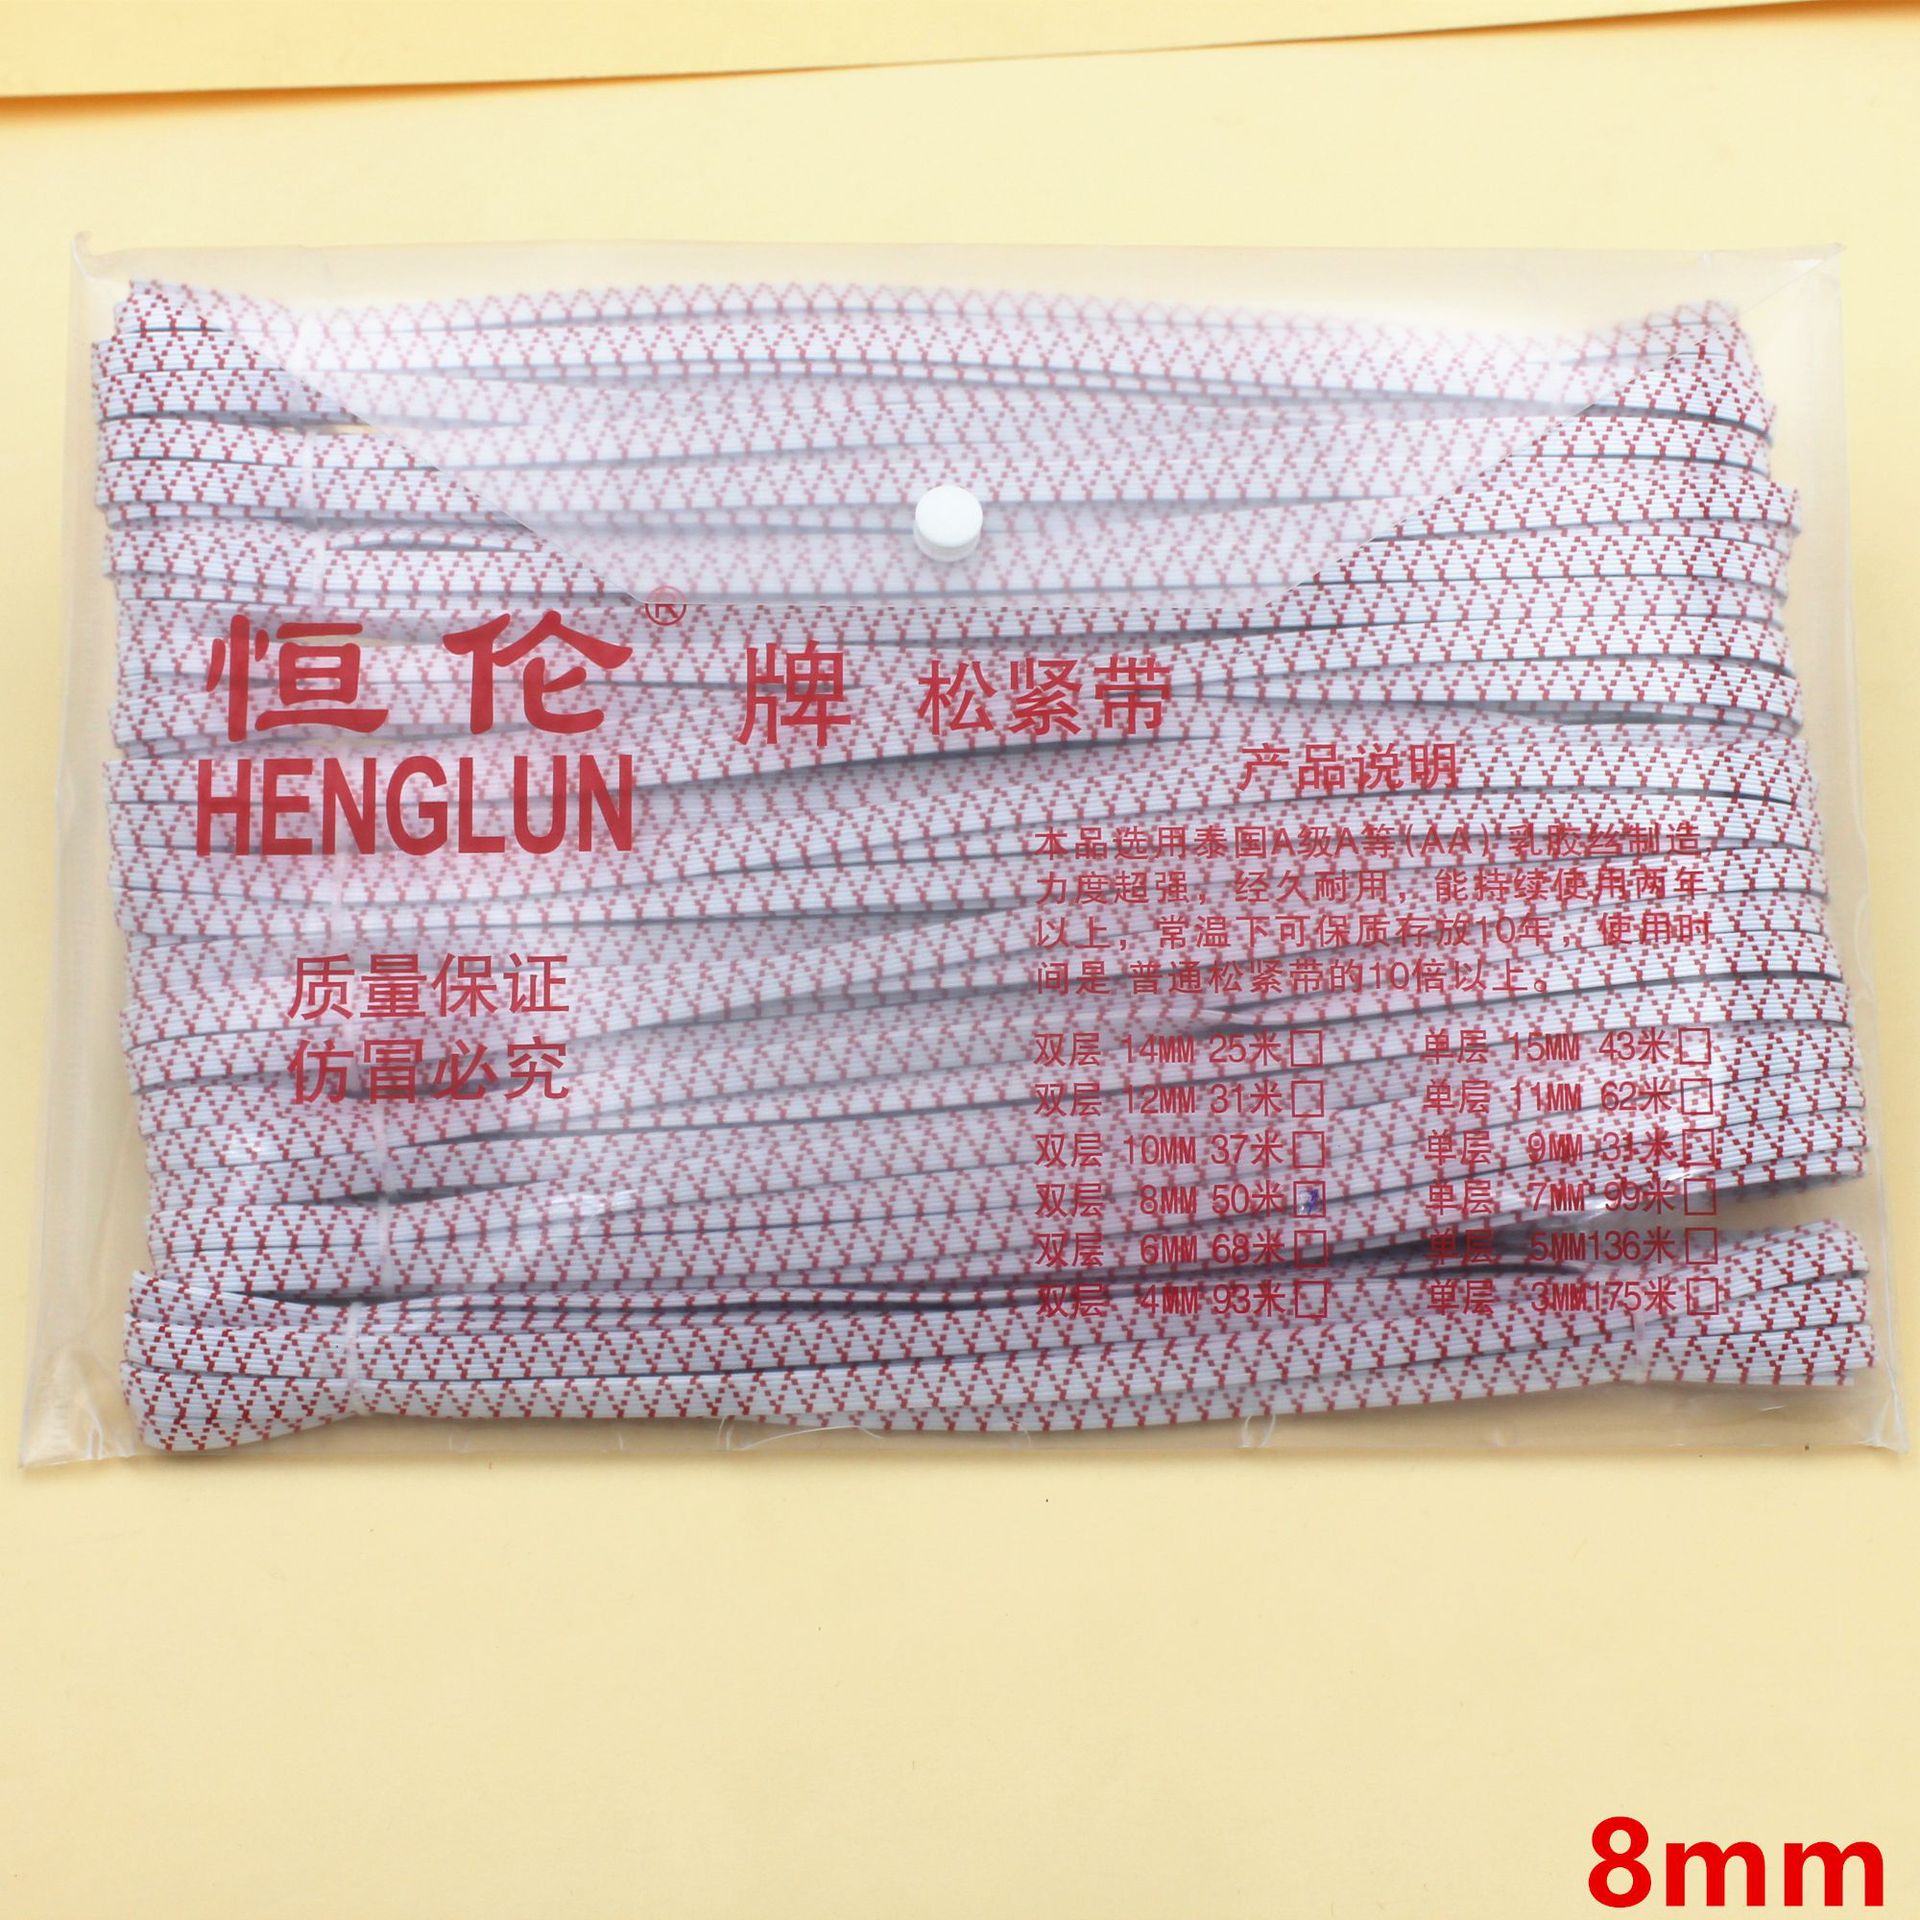 恒伦® 牌 松紧带
HENGLUN
质量保证
仿冒必究
产品说明
本品选用泰国A级A等(AA)乳胶丝制造,
力度超强,经久耐用,能持续使用两年
以上,常温下可保质存放10年,使用时
间是 普通松紧带的10倍以上。
双层 14MM 25米□ 单层 15MM 43米□
双层 12MM 31米□ 单层 11MM 62米□
双层 10MM 37米□ 单层 9MM 31米□
双层 8MM 50米□ 单层 7MM 99米□
双层 6MM 68米□ 单层 5MM136米□
双层 4MM 93米□ 单层 3MM175米□
8mm